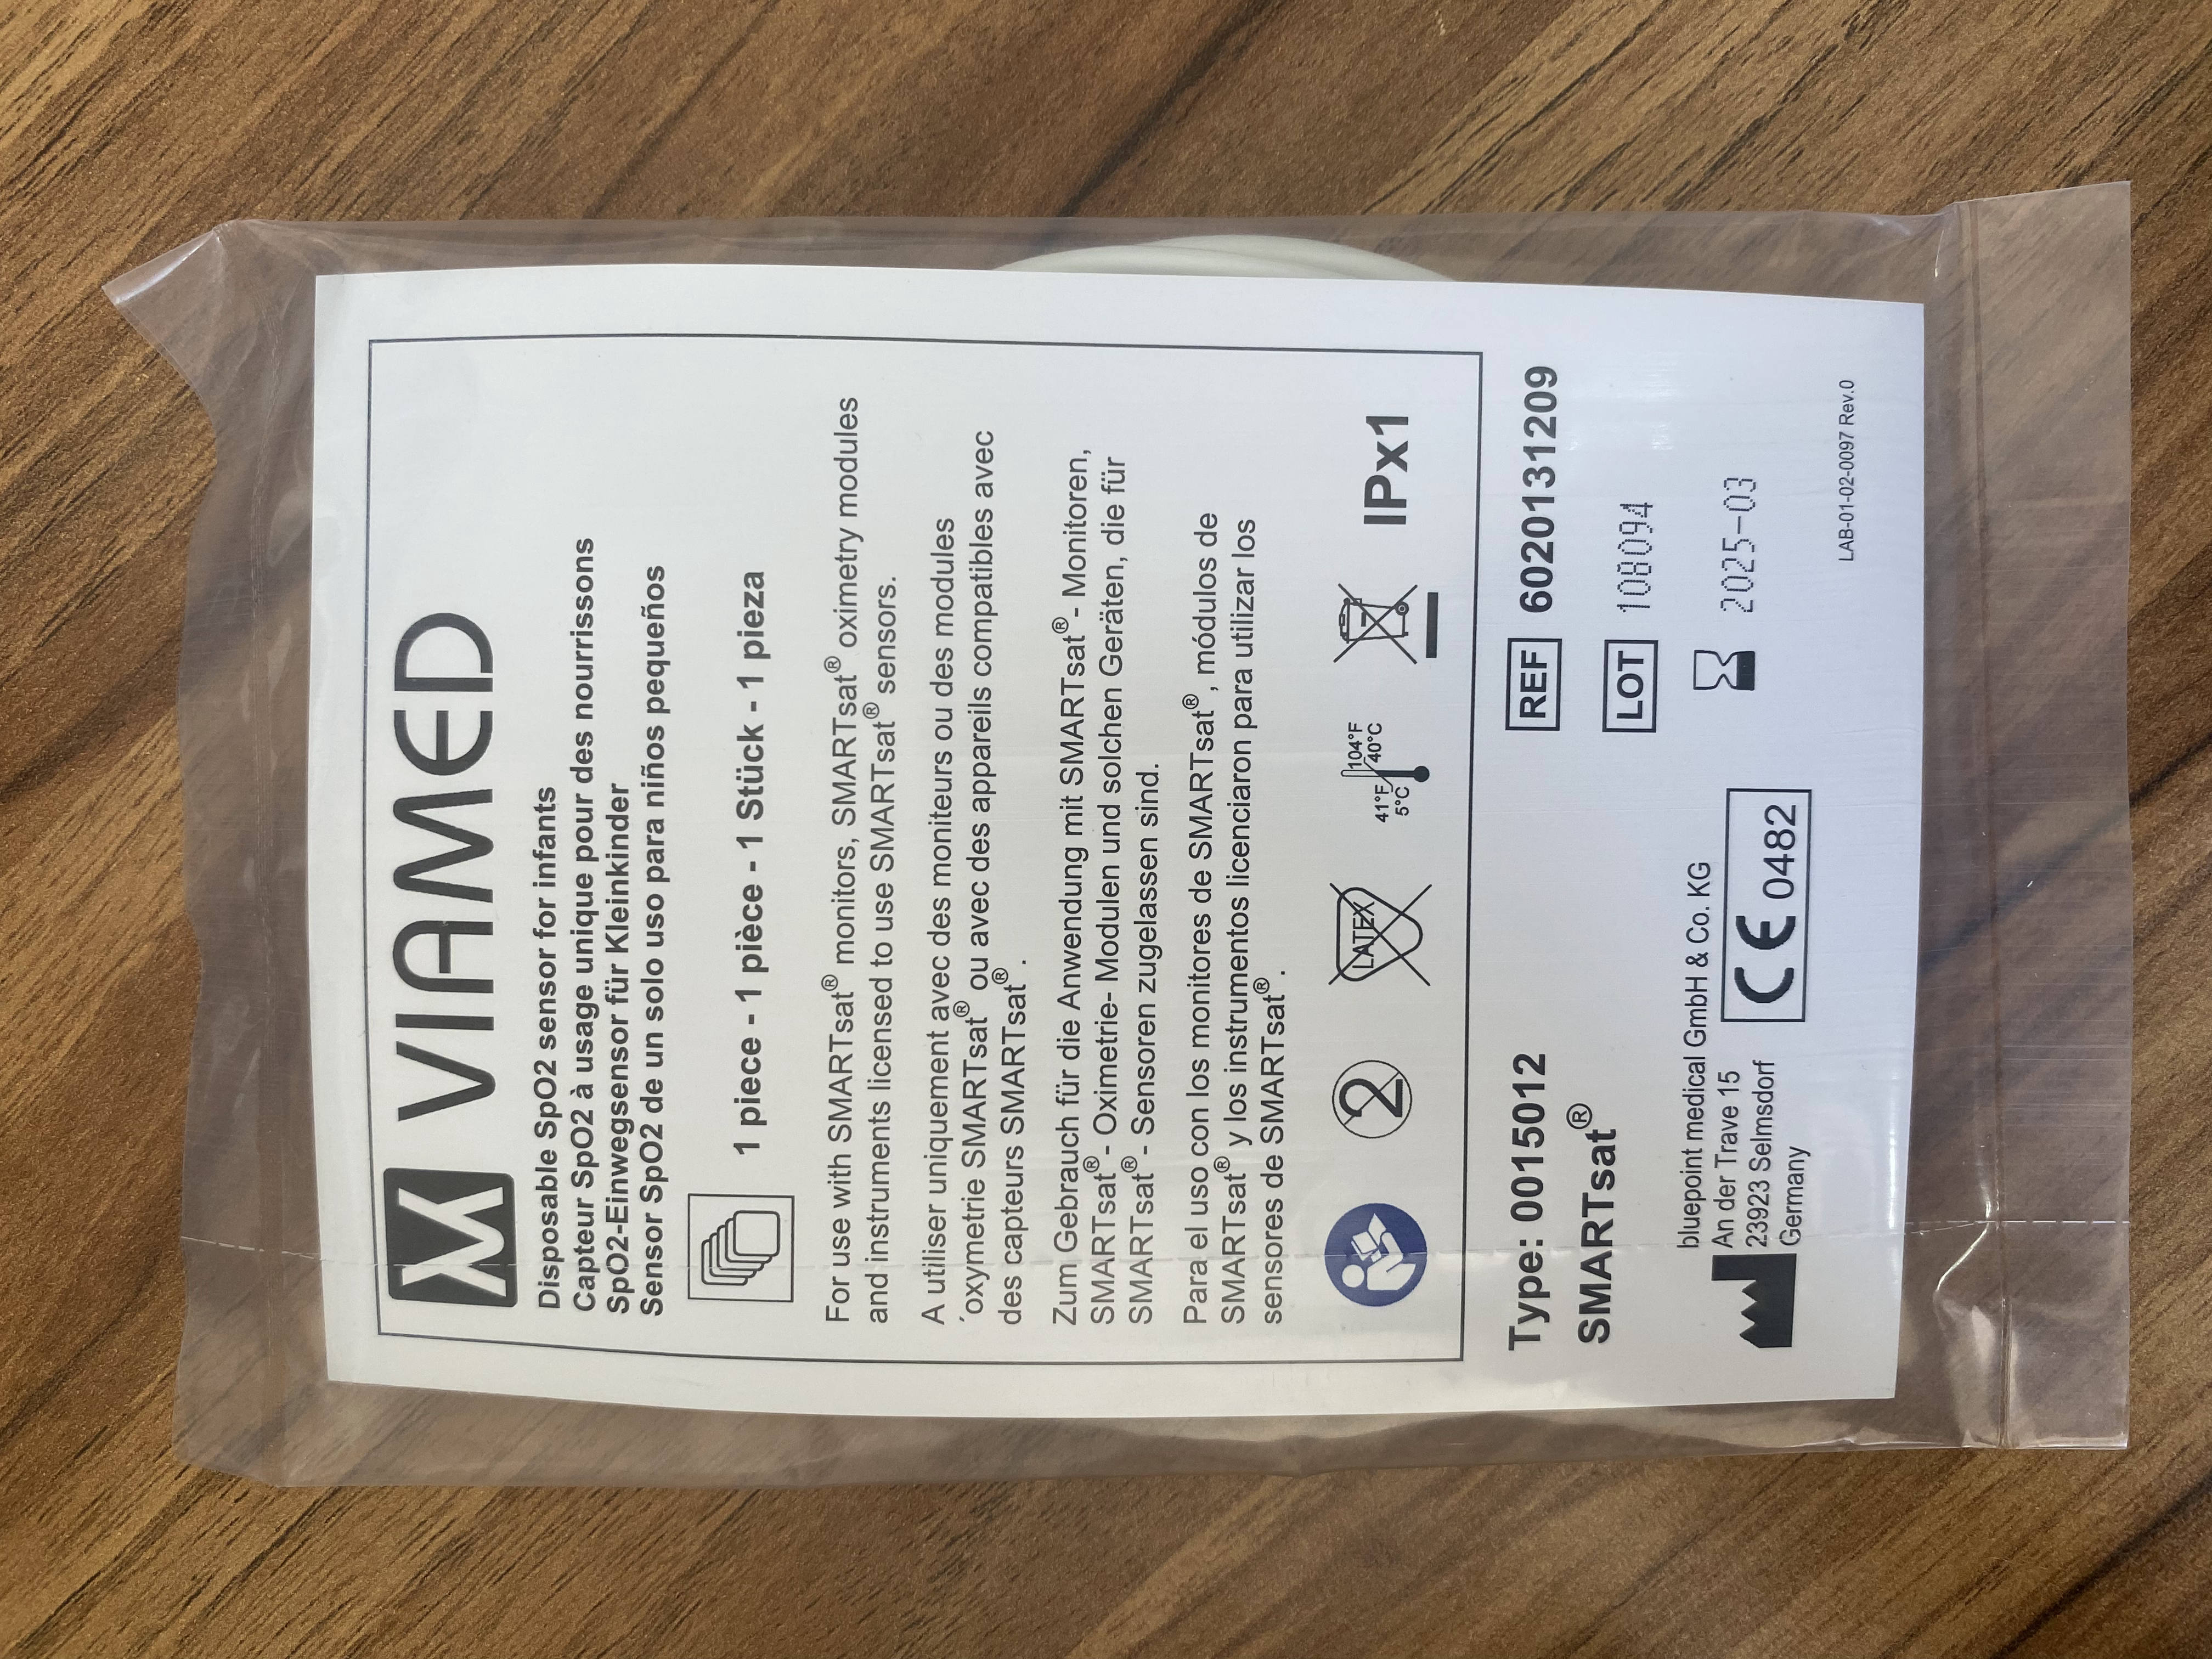 VIAMED
Disposable SpO2 sensor for infants
Capteur SpO2 à usage unique pour des nourrissons
SpO2-Einwegsensor für Kleinkinder
Sensor SpO2 de un solo uso para niños pequeños
1 piece - 1 pièce - 1 Stück - 1 pieza
For use with SMARTsat® monitors, SMARTsat® oximetry modules
and instruments licensed to use SMARTsat® sensors.
A utiliser uniquement avec des moniteurs ou des modules
´oxymetrie SMARTsat® ou avec des appareils compatibles avec
des capteurs SMARTsat®.
Zum Gebrauch für die Anwendung mit SMARTsat®- Monitoren,
SMARTsat®- Oximetrie- Modulen und solchen Geräten, die für
SMARTsat®- Sensoren zugelassen sind.
Para el uso con los monitores de SMARTsat®, módulos de
SMARTsat® y los instrumentos licenciaron para utilizar los
sensores de SMARTsat®.
2
LATEX
41°F 104°F
5°C 40°C
IPx1
Type: 0015012
SMARTsat®
REF 6020131209
LOT 108094
2025-03
bluepoint medical GmbH & Co. KG
An der Trave 15
23923 Selmsdorf
Germany
CE 0482
LAB-01-02-0097 Rev.0